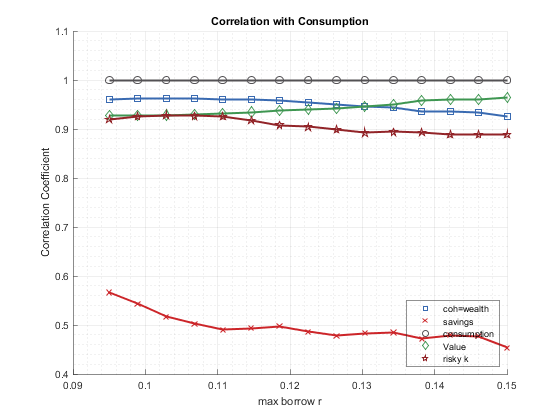 Correlation with Consumption
1.1
1
0.9
0.8
0.7
0.6
0.5
0.4
Correlation Coefficient
0.09
0.1
0.11
0.12
0.13
0.14
0.15
max borrow r
coh=wealth
savings
consumption
Value
risky k